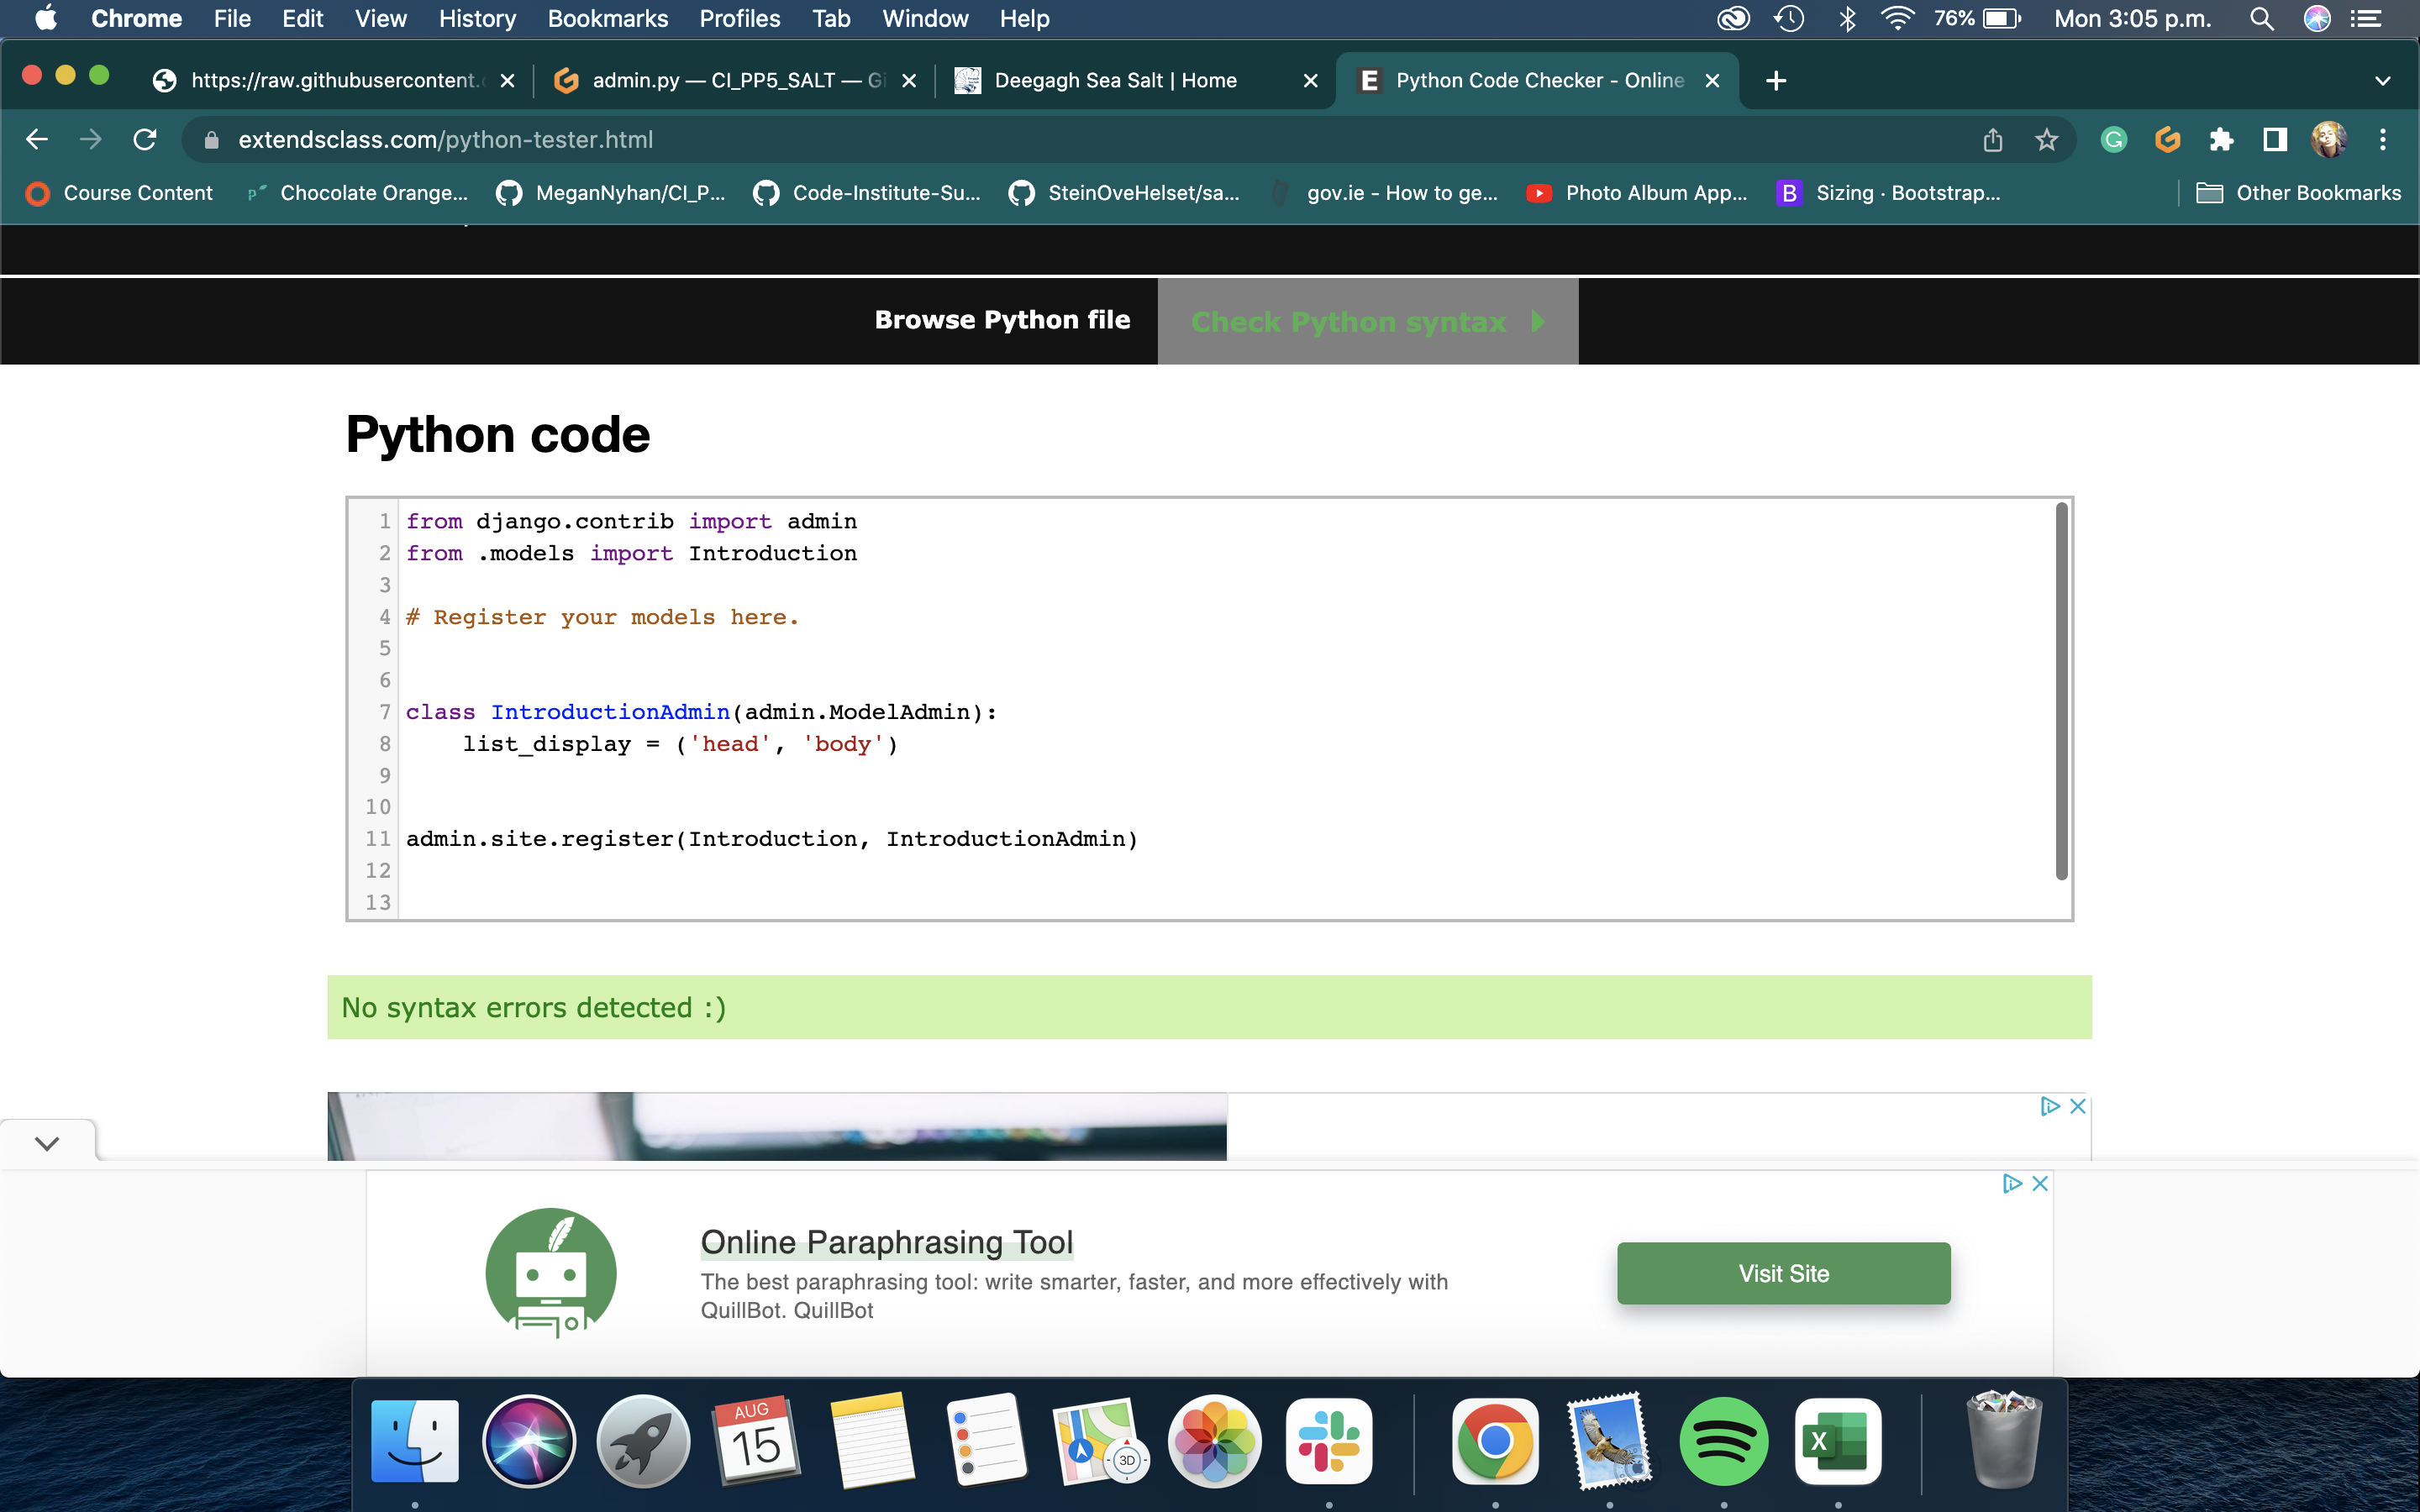 Chrome File Edit View History Bookmarks Profiles Tab Window Help 76% Mon 3:05 p.m.
https://raw.githubusercontent.c admin.py — CI_PP5_SALT — Gi Deegagh Sea Salt | Home E Python Code Checker - Online
extendsclass.com/python-tester.html
Course Content Chocolate Orange... MeganNyhan/CI_P... Code-Institute-Su... SteinOveHelset/sa... gov.ie - How to ge... Photo Album App... B Sizing · Bootstrap... Other Bookmarks
Browse Python file Check Python syntax
Python code
1 from django.contrib import admin
2 from .models import Introduction
3
4 # Register your models here.
5
6
7 class IntroductionAdmin(admin.ModelAdmin):
8 list_display = ('head', 'body')
9
10
11 admin.site.register(Introduction, IntroductionAdmin)
12
13
No syntax errors detected :)
Online Paraphrasing Tool
The best paraphrasing tool: write smarter, faster, and more effectively with
QuillBot. QuillBot
Visit Site
AUG
15
3D
X